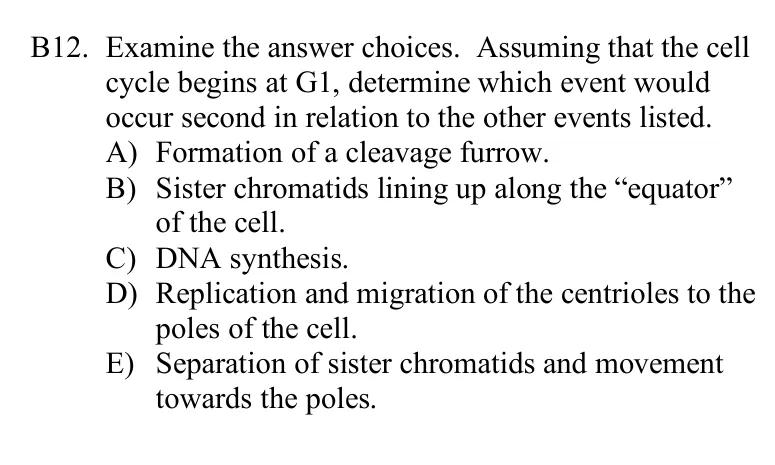 B12. Examine the answer choices. Assuming that the cell
cycle begins at G1, determine which event would
occur second in relation to the other events listed.
A) Formation of a cleavage furrow.
B) Sister chromatids lining up along the “equator”
of the cell.
C) DNA synthesis.
D) Replication and migration of the centrioles to the
poles of the cell.
E) Separation of sister chromatids and movement
towards the poles.